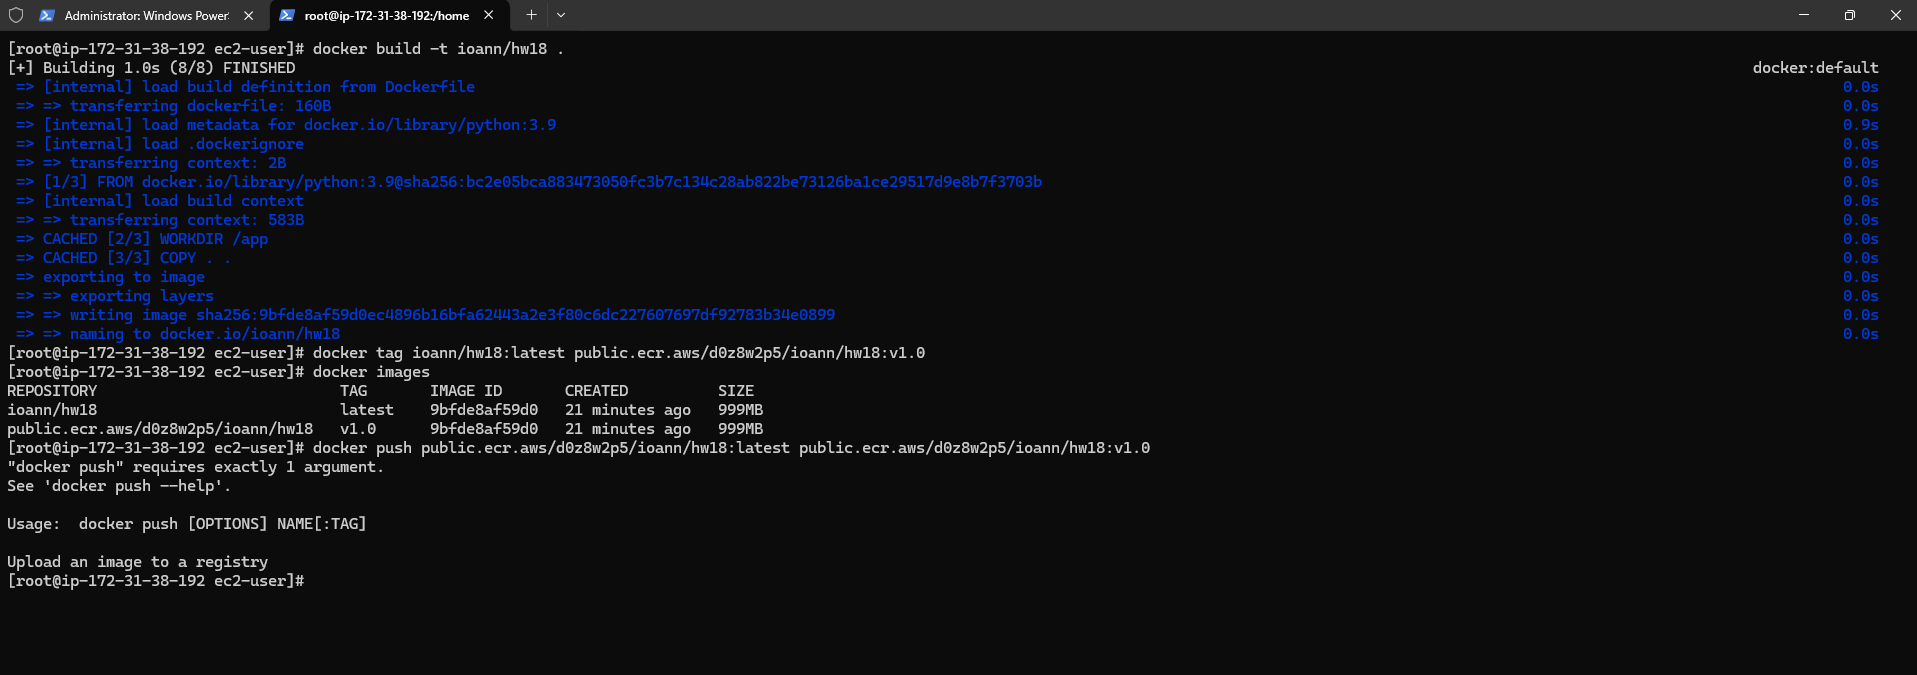 Administrator: Windows Power
root@ip-172-31-38-192:/home
[root@ip-172-31-38-192 ec2-user]# docker build -t ioann/hw18 .
[+] Building 1.0s (8/8) FINISHED docker:default
=> [internal] load build definition from Dockerfile 0.0s
=> => transferring dockerfile: 160B 0.0s
=> [internal] load metadata for docker.io/library/python:3.9 0.9s
=> [internal] load .dockerignore 0.0s
=> => transferring context: 2B 0.0s
=> [1/3] FROM docker.io/library/python:3.9@sha256:bc2e05bca883473050fc3b7c134c28ab822be73126ba1ce29517d9e8b7f3703b 0.0s
=> [internal] load build context 0.0s
=> => transferring context: 583B 0.0s
=> CACHED [2/3] WORKDIR /app 0.0s
=> CACHED [3/3] COPY . . 0.0s
=> exporting to image 0.0s
=> => exporting layers 0.0s
=> => writing image sha256:9bfde8af59d0ec4896b16bfa62443a2e3f80c6dc227607697df92783b34e0899 0.0s
=> => naming to docker.io/ioann/hw18 0.0s
[root@ip-172-31-38-192 ec2-user]# docker tag ioann/hw18:latest public.ecr.aws/d0z8w2p5/ioann/hw18:v1.0
[root@ip-172-31-38-192 ec2-user]# docker images
REPOSITORY TAG IMAGE ID CREATED SIZE
ioann/hw18 latest 9bfde8af59d0 21 minutes ago 999MB
public.ecr.aws/d0z8w2p5/ioann/hw18 v1.0 9bfde8af59d0 21 minutes ago 999MB
[root@ip-172-31-38-192 ec2-user]# docker push public.ecr.aws/d0z8w2p5/ioann/hw18:latest public.ecr.aws/d0z8w2p5/ioann/hw18:v1.0
"docker push" requires exactly 1 argument.
See 'docker push --help'.
Usage: docker push [OPTIONS] NAME[:TAG]
Upload an image to a registry
[root@ip-172-31-38-192 ec2-user]#